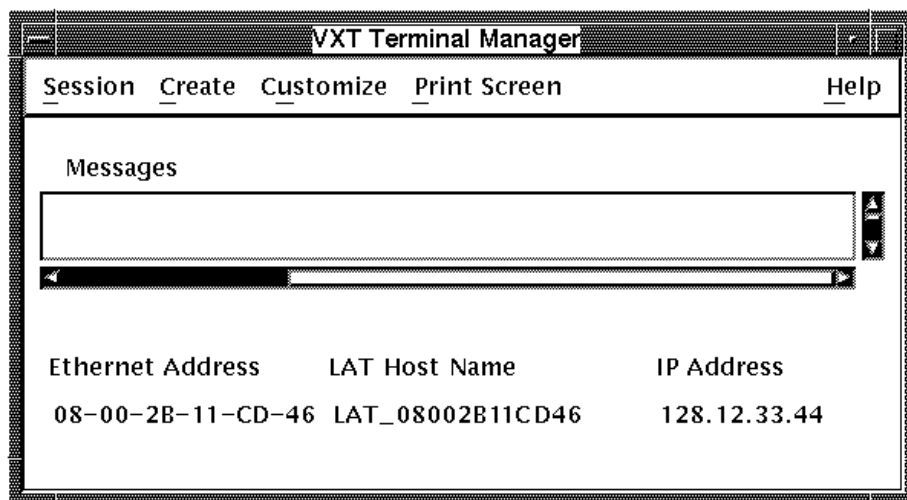 VXT Terminal Manager
Session Create Customize Print Screen Help
Messages
Ethernet Address LAT Host Name IP Address
08-00-2B-11-CD-46 LAT_08002B11CD46 128.12.33.44